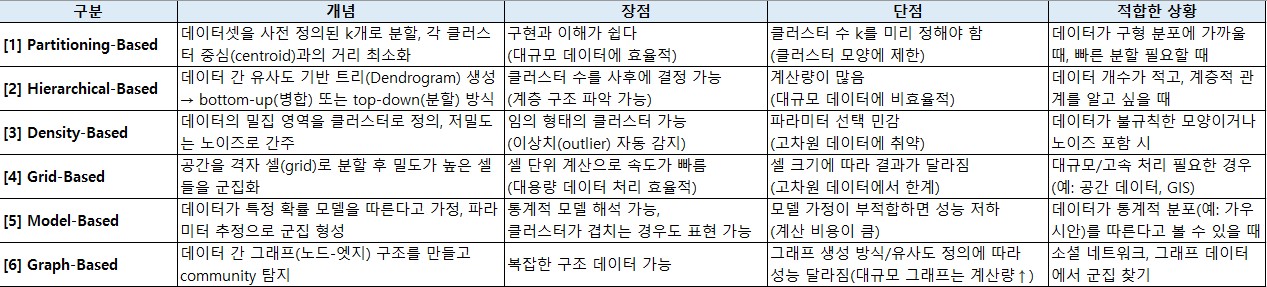 구분 개념 장점 단점 적합한 상황
[1] Partitioning-Based
데이터셋을 사전 정의된 k개로 분할, 각 클러스
터 중심(centroid)과의 거리 최소화
구현과 이해가 쉽다
(대규모 데이터에 효율적)
클러스터 수 k를 미리 정해야 함
(클러스터 모양에 제한)
데이터가 구형 분포에 가까울
때, 빠른 분할 필요할 때
[2] Hierarchical-Based
데이터 간 유사도 기반 트리(Dendrogram) 생성
→ bottom-up(병합) 또는 top-down(분할) 방식
클러스터 수를 사후에 결정 가능
(계층 구조 파악 가능)
계산량이 많음
(대규모 데이터에 비효율적)
데이터 개수가 적고, 계층적 관
계를 알고 싶을 때
[3] Density-Based
데이터의 밀집 영역을 클러스터로 정의, 저밀도
는 노이즈로 간주
임의 형태의 클러스터 가능
(이상치(outlier) 자동 감지)
파라미터 선택 민감
(고차원 데이터에 취약)
데이터가 불규칙한 모양이거나
노이즈 포함 시
[4] Grid-Based
공간을 격자 셀(grid)로 분할 후 밀도가 높은 셀
들을 군집화
셀 단위 계산으로 속도가 빠름
(대용량 데이터 처리 효율적)
셀 크기에 따라 결과가 달라짐
(고차원 데이터에서 한계)
대규모/고속 처리 필요한 경우
(예: 공간 데이터, GIS)
[5] Model-Based
데이터가 특정 확률 모델을 따른다고 가정, 파라
미터 추정으로 군집 형성
통계적 모델 해석 가능,
클러스터가 겹치는 경우도 표현 가능
모델 가정이 부적합하면 성능 저하
(계산 비용이 큼)
데이터가 통계적 분포(예: 가우
시안)를 따른다고 볼 수 있을 때
[6] Graph-Based
데이터 간 그래프(노드-엣지) 구조를 만들고
community 탐지
복잡한 구조 데이터 가능
그래프 생성 방식/유사도 정의에 따라
성능 달라짐(대규모 그래프는 계산량↑)
소셜 네트워크, 그래프 데이터
에서 군집 찾기